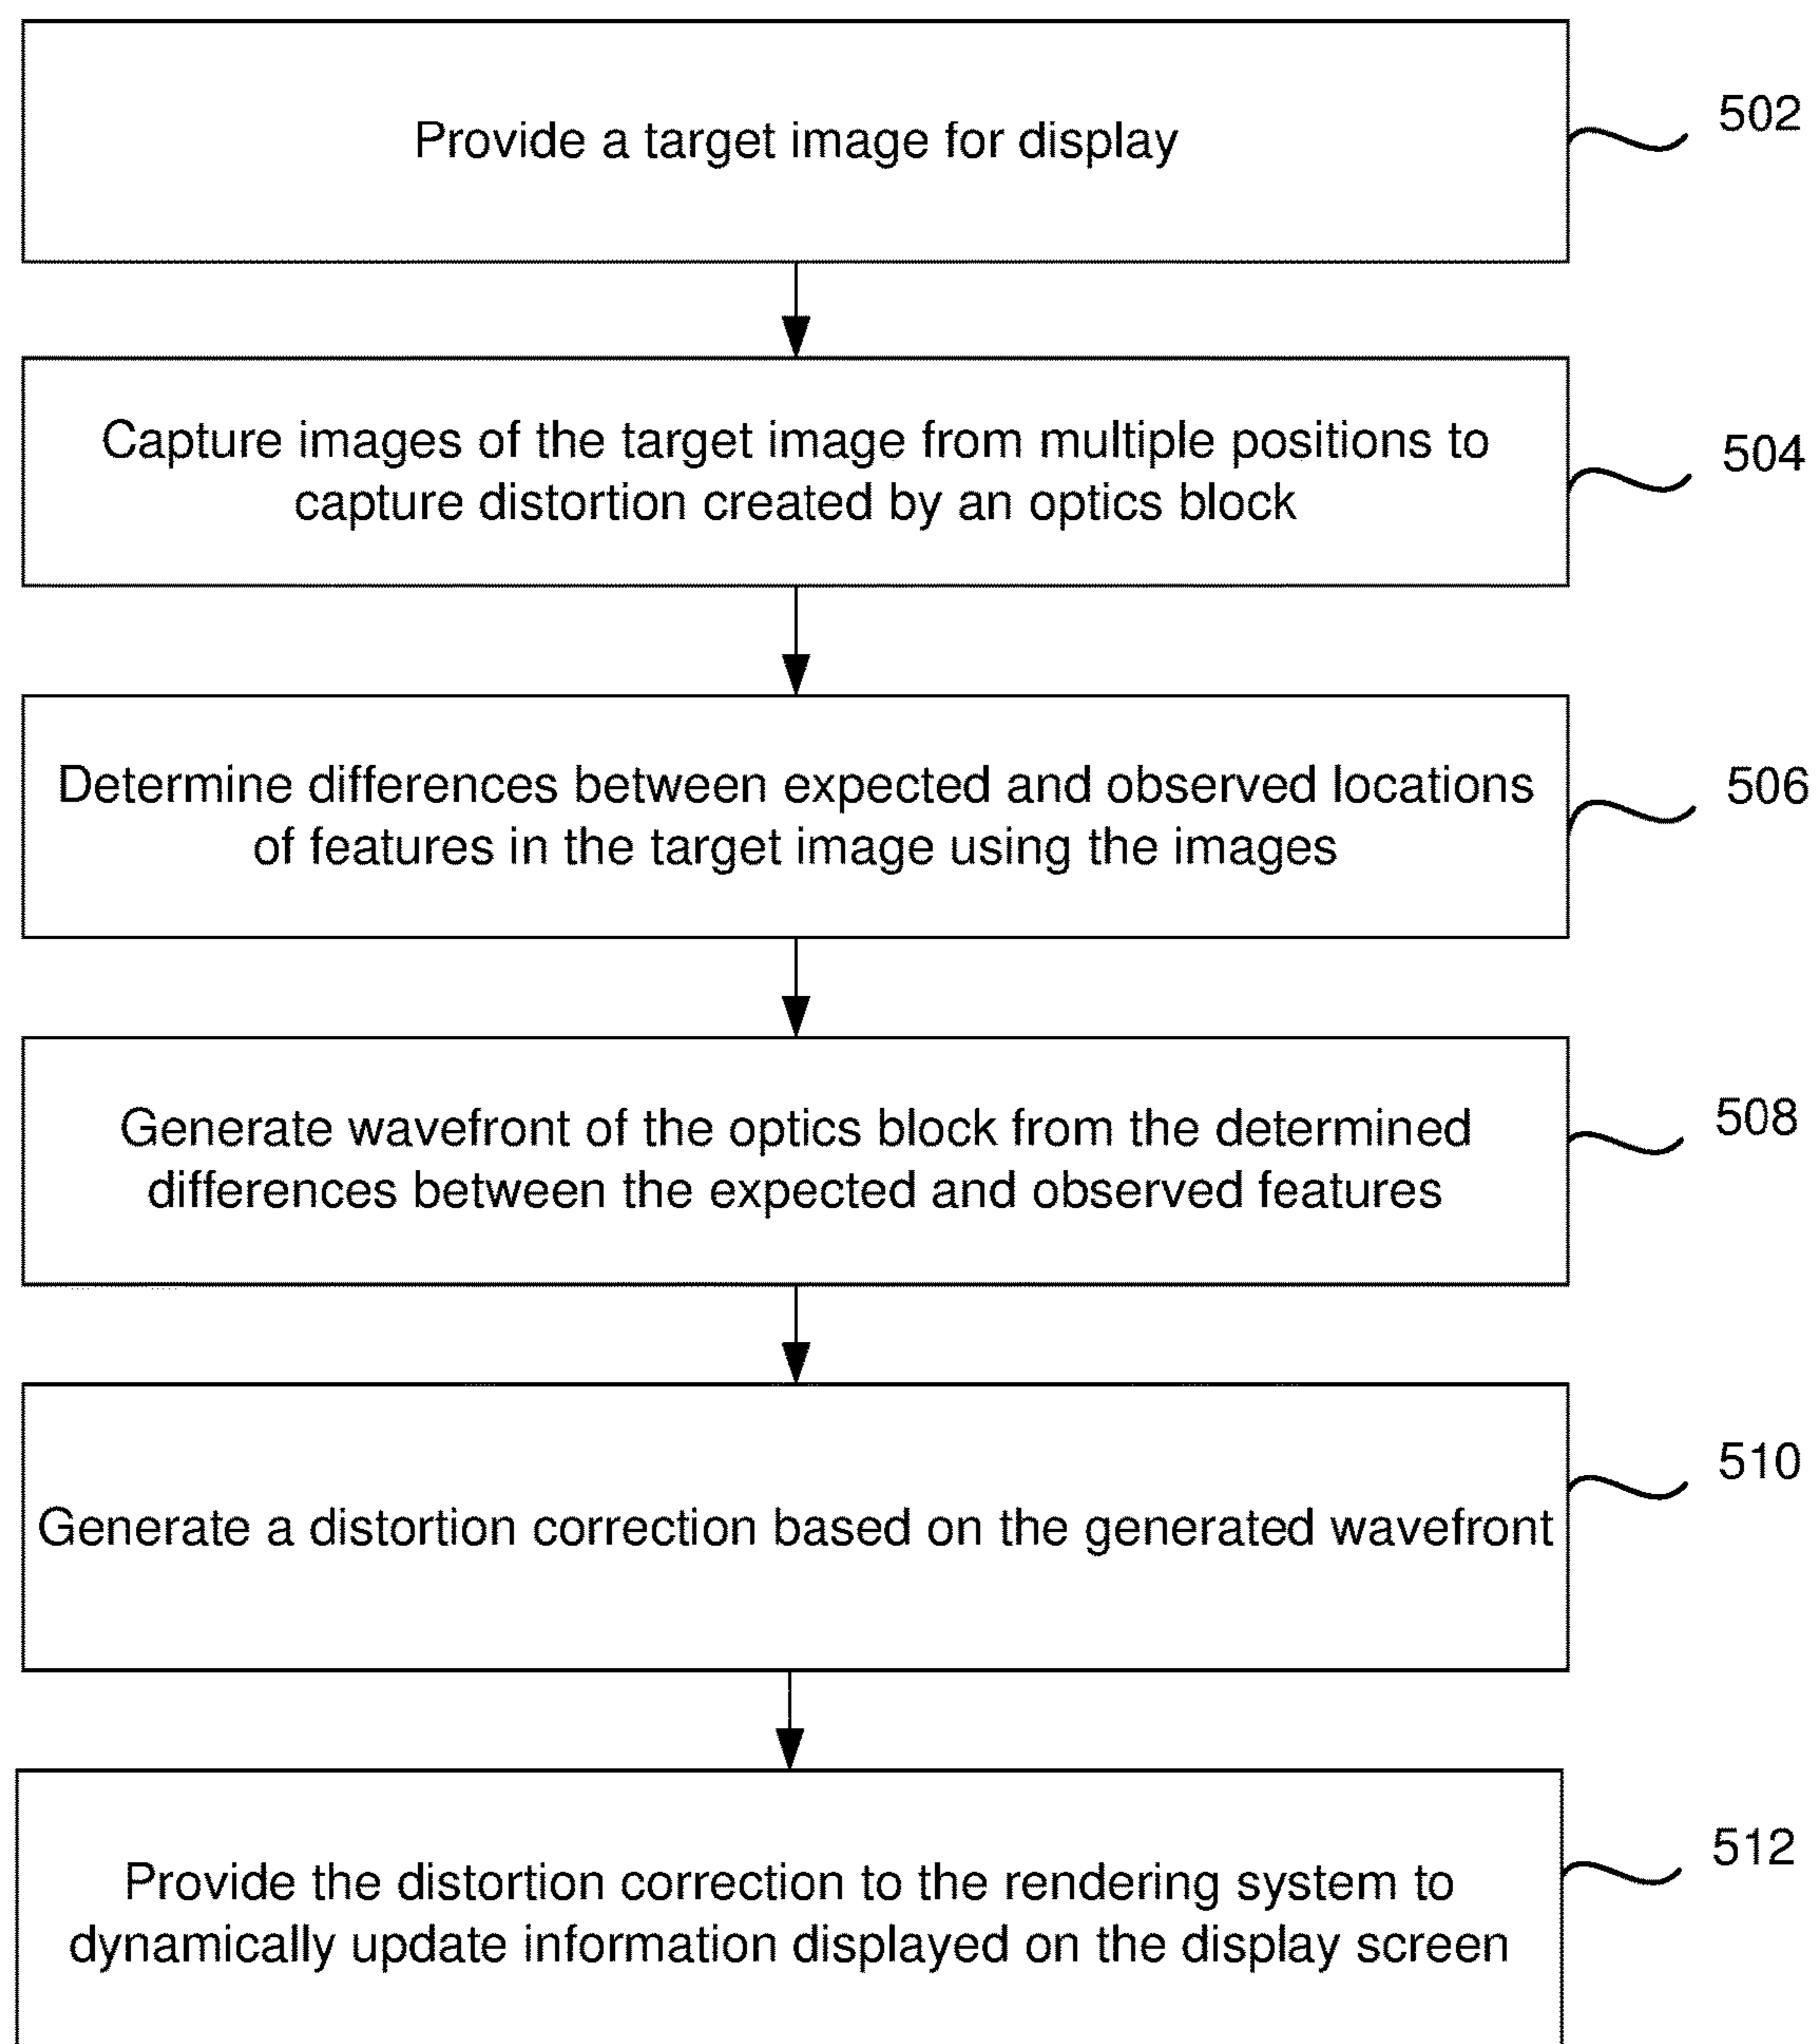 Provide a target image for display
502
Capture images of the target image from multiple positions to
capture distortion created by an optics block
504
Determine differences between expected and observed locations
of features in the target image using the images
506
Generate wavefront of the optics block from the determined
differences between the expected and observed features
508
Generate a distortion correction based on the generated wavefront
510
Provide the distortion correction to the rendering system to
dynamically update information displayed on the display screen
512